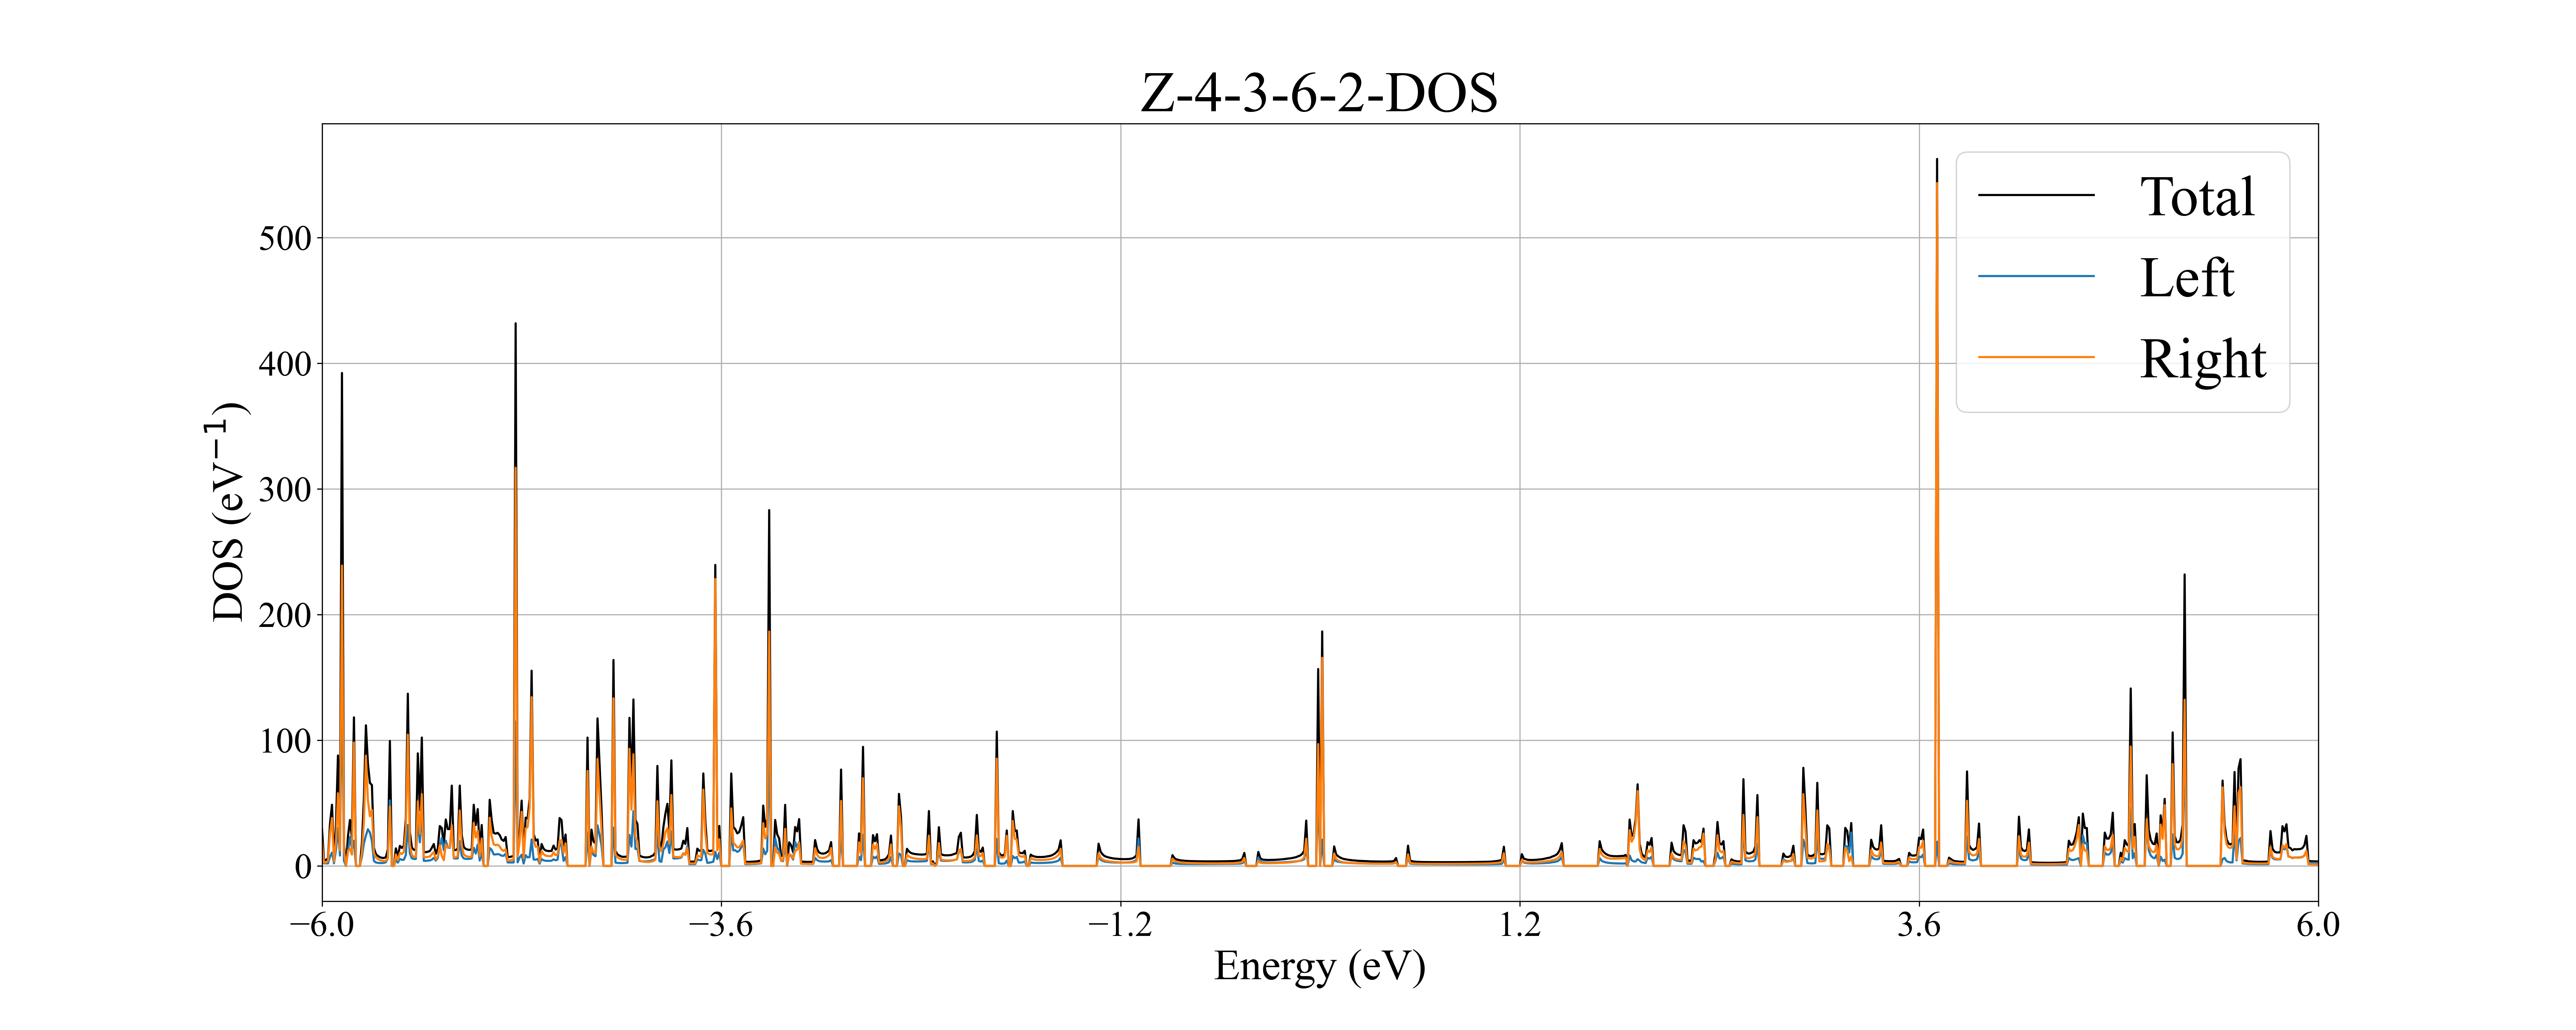 Z-4-3-6-2-DOS
Total
Left
Right
500
400
300
200
100
0
DOS (eV⁻¹)
−6.0 −3.6 −1.2 1.2 3.6 6.0
Energy (eV)